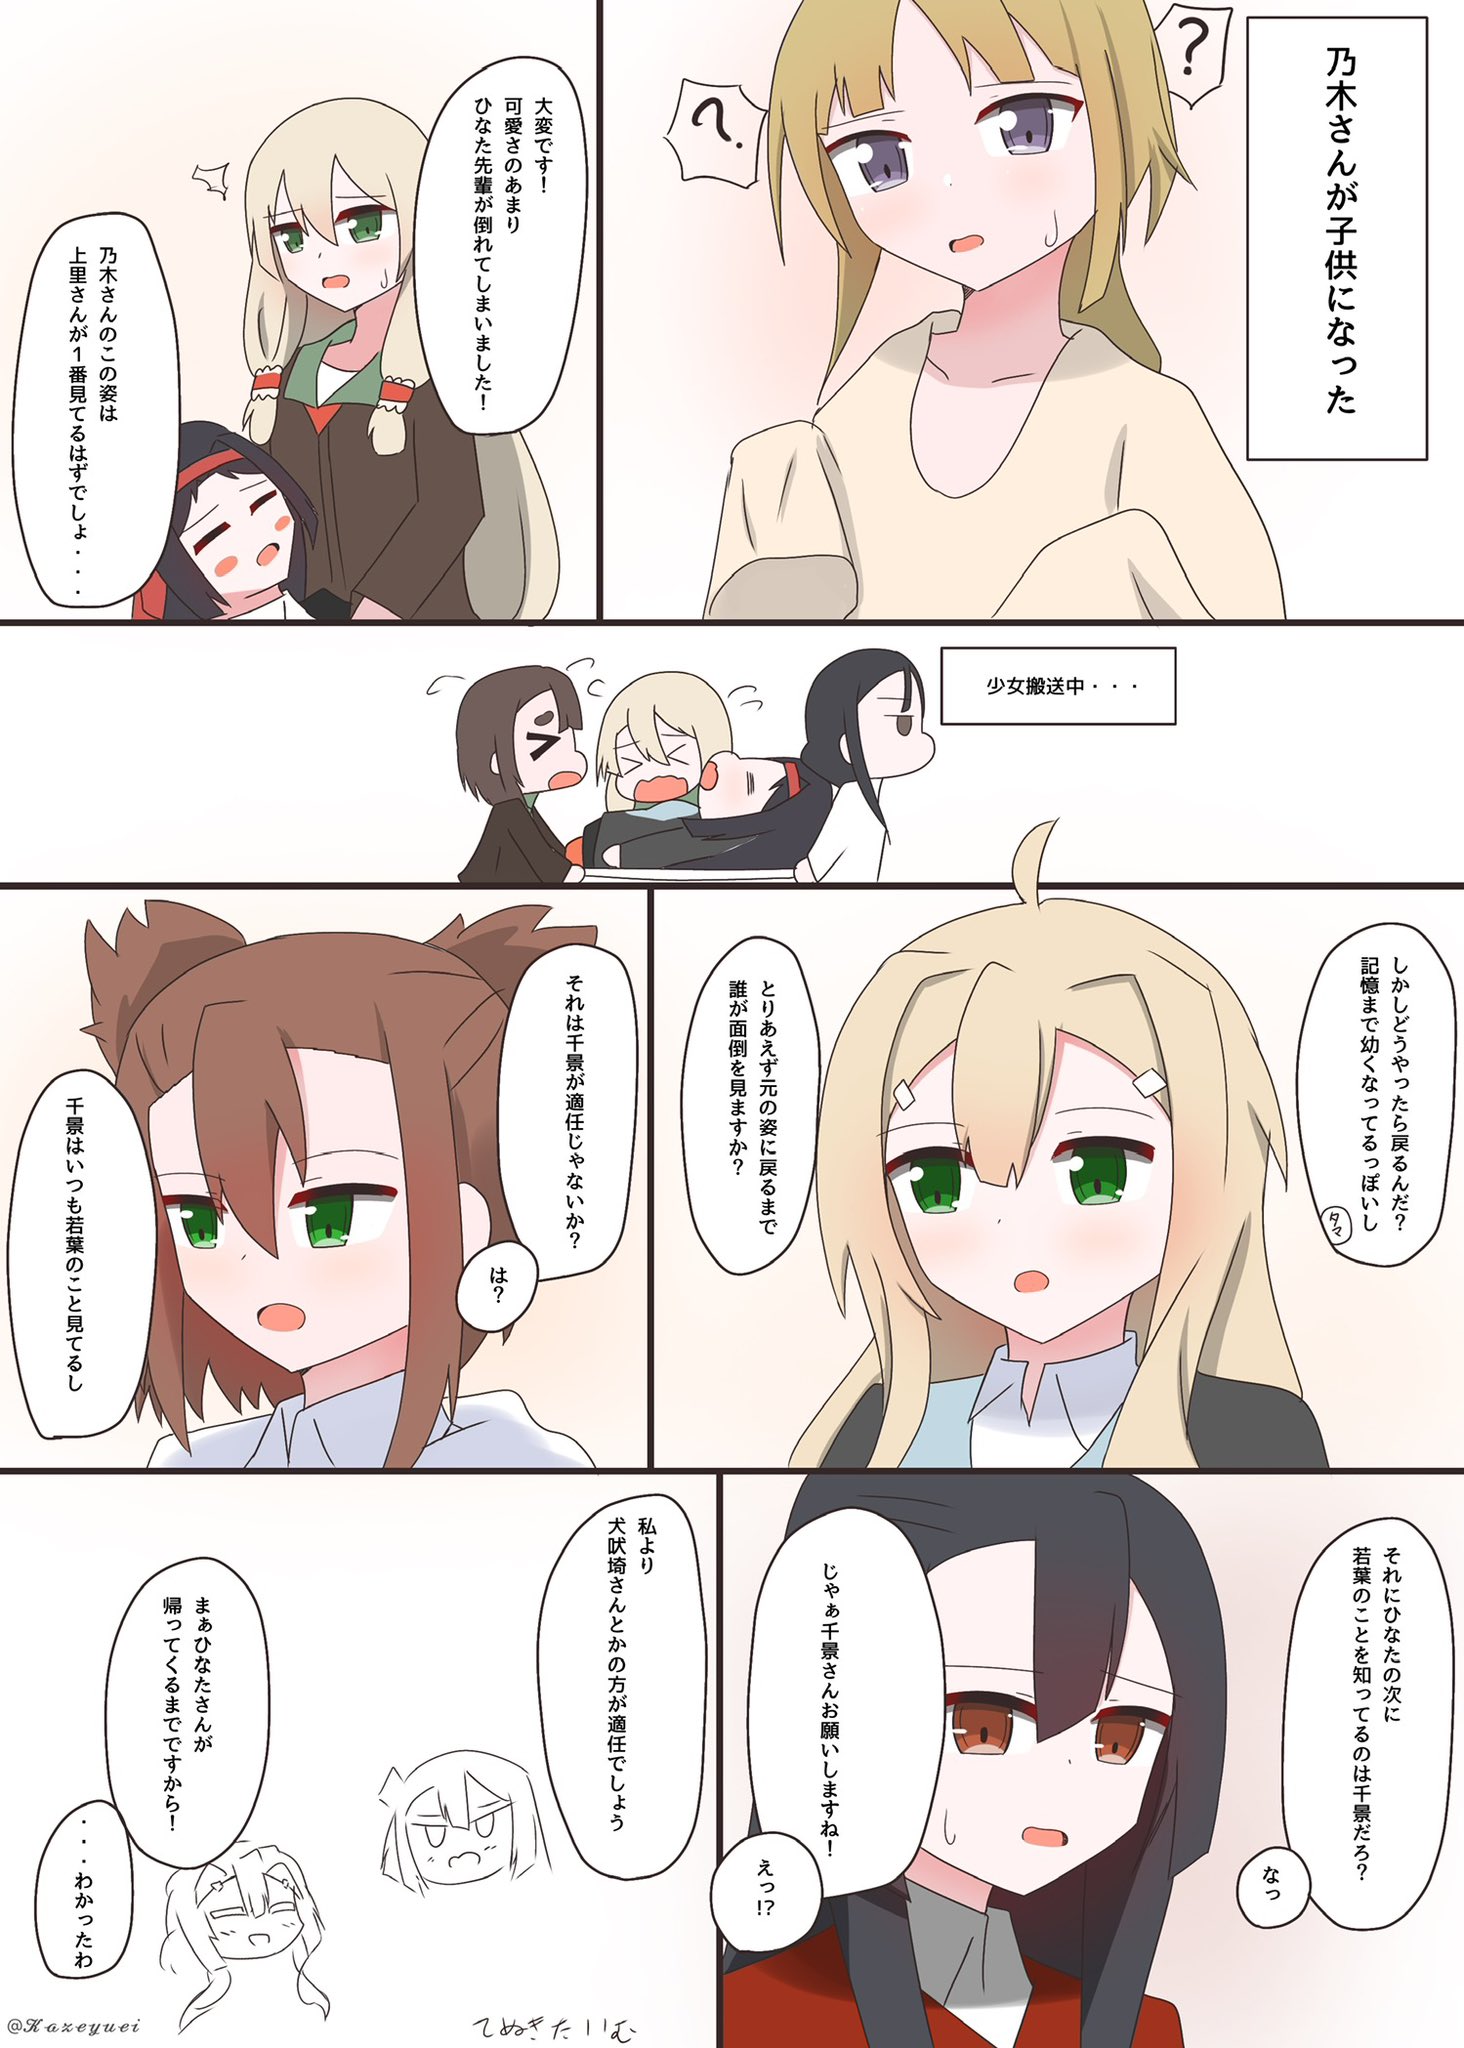 乃木さんが子供になった
?
?
大変です!
可愛さのあまり
ひなた先輩が倒れてしまいました!
乃木さんのこの姿は
上里さんが1番見てるはずでしょ・・・・
少女搬送中・・・
しかしどうやったら戻るんだ?
記憶まで幼くなってるっぽいし
タマ
とりあえず元の姿に戻るまで
誰が面倒を見ますか?
それは千景が適任じゃないか?
は?
千景はいつも若葉のこと見てるし
それにひなたの次に
若葉のことを知ってるのは千景だろ?
なっ
じゃぁ千景さんお願いしますね!
えっ!?
私より
犬吠埼さんとかの方が適任でしょう
まぁひなたさんが
帰ってくるまでですから!
・・・わかったわ
てぬきたいむ
@Kazeyuei